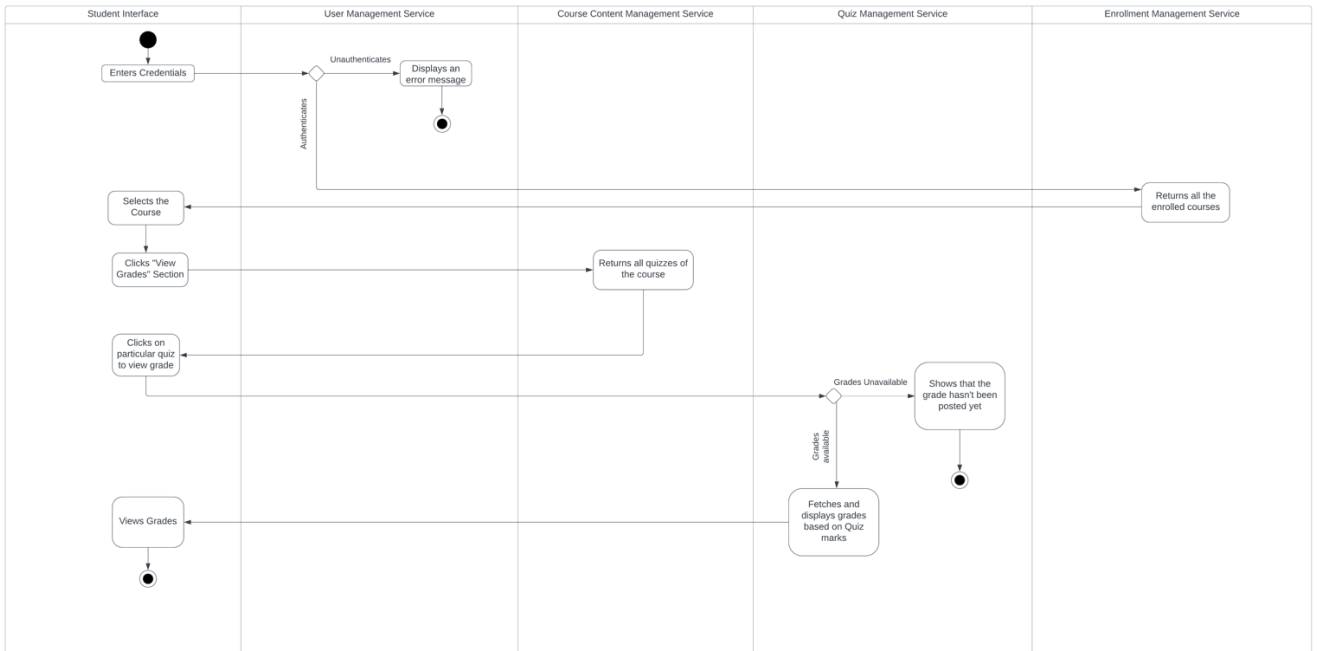 Student Interface
User Management Service
Course Content Management Service
Quiz Management Service
Enrollment Management Service
Enters Credentials
Unauthenticates
Displays an
error message
Authenticates
Returns all the
enrolled courses
Selects the
Course
Clicks "View
Grades" Section
Returns all quizzes of
the course
Clicks on
particular quiz
to view grade
Grades Unavailable
Shows that the
grade hasn't been
posted yet
Grades
available
Fetches and
displays grades
based on Quiz
marks
Views Grades